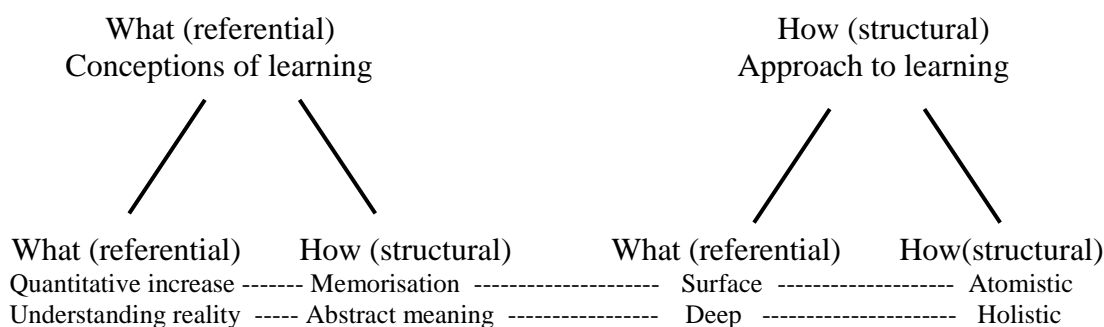 What (referential) How (structural)
Conceptions of learning Approach to learning
What (referential) How (structural) What (referential) How(structural)
Quantitative increase ------- Memorisation --------------------- Surface -------------------- Atomistic
Understanding reality ----- Abstract meaning ----------------- Deep ---------------------- Holistic